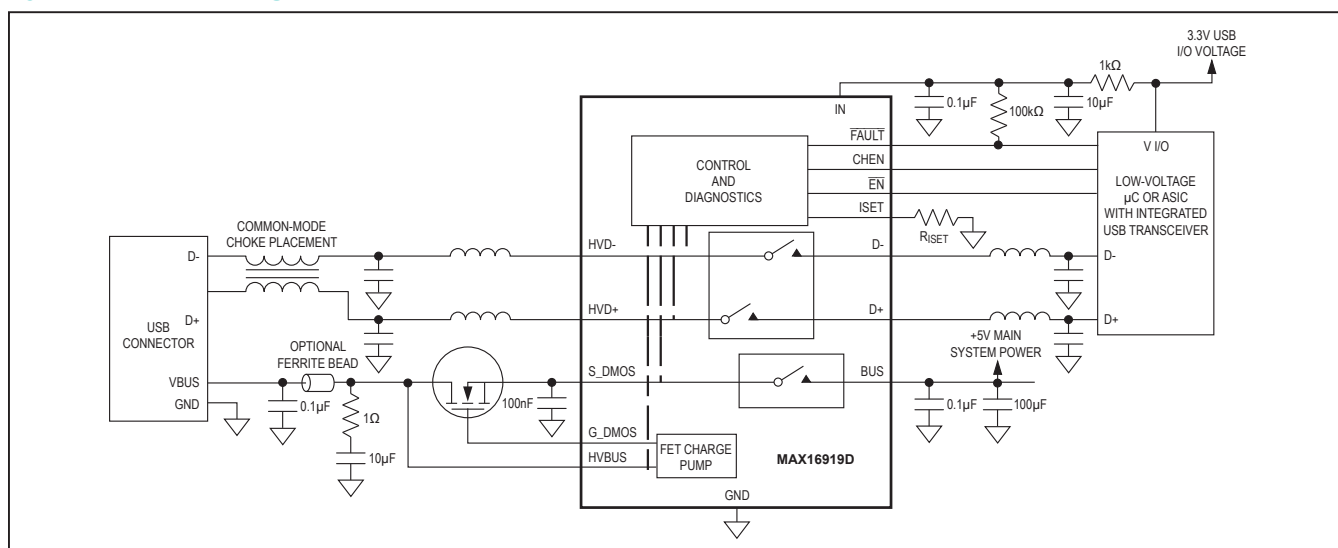 3.3V USB
I/O VOLTAGE
1kΩ
0.1µF
100kΩ
10µF
IN
FAULT
CHEN
EN
ISET
RISET
CONTROL
AND
DIAGNOSTICS
V I/O
LOW-VOLTAGE
µC OR ASIC
WITH INTEGRATED
USB TRANSCEIVER
D-
D+
COMMON-MODE
CHOKE PLACEMENT
D-
D+
USB
CONNECTOR
VBUS
GND
HVD-
HVD+
D-
D+
OPTIONAL
FERRITE BEAD
0.1µF
1Ω
10µF
100nF
S_DMOS
G_DMOS
HVBUS
FET CHARGE
PUMP
BUS
+5V MAIN
SYSTEM POWER
0.1µF
100µF
MAX16919D
GND